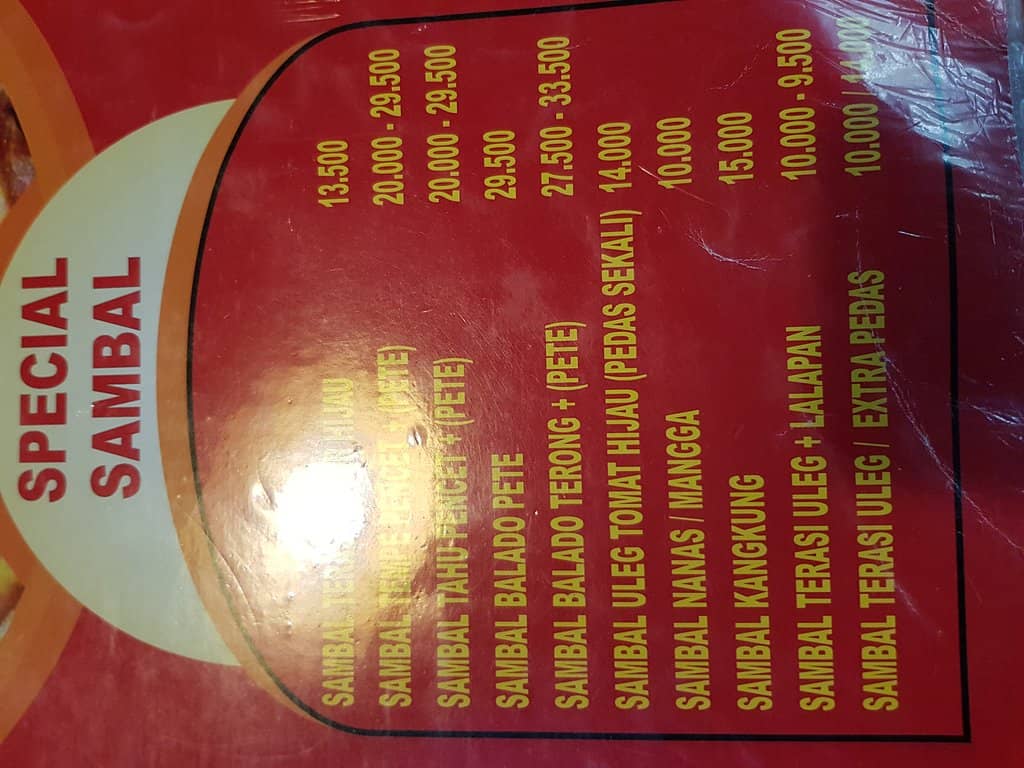 SPECIAL
SAMBAL
SAMBAL HIJAU 13.500
SAMBAL TEMPE PENCET + (PETE) 20.000 - 29.500
SAMBAL TAHU PENCET + (PETE) 20.000 - 29.500
SAMBAL BALADO PETE 29.500
SAMBAL BALADO TERONG + (PETE) 27.500 - 33.500
SAMBAL ULEG TOMAT HIJAU (PEDAS SEKALI) 14.000
SAMBAL NANAS / MANGGA 10.000
SAMBAL KANGKUNG 15.000
SAMBAL TERASI ULEG + LALAPAN 10.000 - 9.500
SAMBAL TERASI ULEG / EXTRA PEDAS 10.000 / 14.000